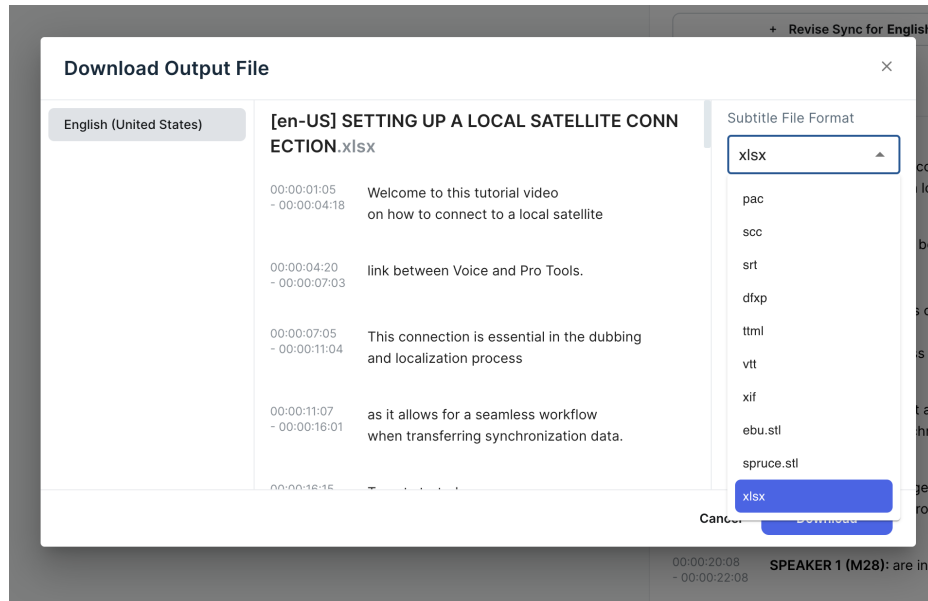 + Revise Sync for English
Download Output File
English (United States)
[en-US] SETTING UP A LOCAL SATELLITE CONN
ECTION.xlsx
00:00:01:05
- 00:00:04:18
Welcome to this tutorial video
on how to connect to a local satellite
00:00:04:20
- 00:00:07:03
link between Voice and Pro Tools.
00:00:07:05
- 00:00:11:04
This connection is essential in the dubbing
and localization process
00:00:11:07
- 00:00:16:01
as it allows for a seamless workflow
when transferring synchronization data.
00:00:16:15
Subtitle File Format
xlsx
pac
scc
srt
dfxp
ttml
vtt
xif
ebu.stl
spruce.stl
xlsx
Cancel
Download
00:00:20:08
- 00:00:22:08
SPEAKER 1 (M28): are in